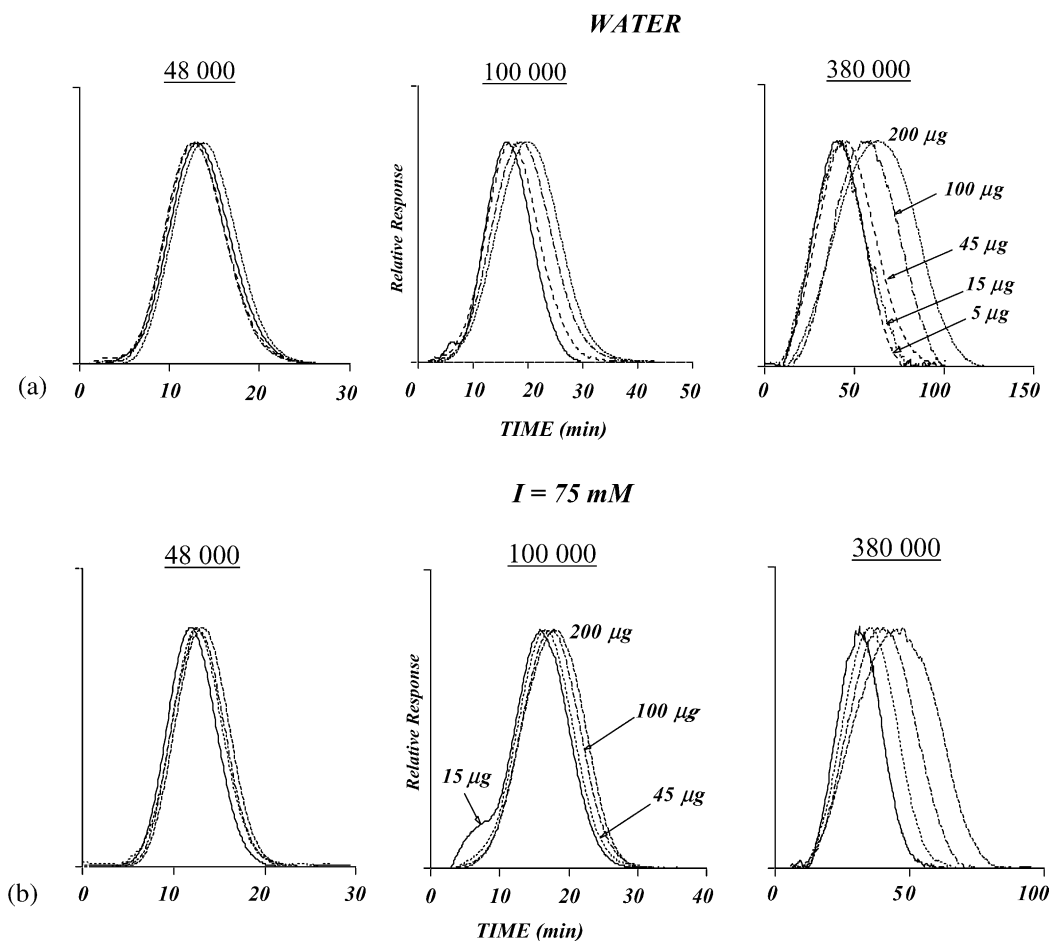 WATER
48 000
100 000
380 000
Relative Response
200 µg
100 µg
45 µg
15 µg
5 µg
0 10 20 30
0 10 20 30 40 50
0 50 100 150
(a)
TIME (min)
I = 75 mM
48 000
100 000
380 000
Relative Response
200 µg
100 µg
15 µg
45 µg
0 10 20 30
0 10 20 30 40
0 50 100
(b)
TIME (min)